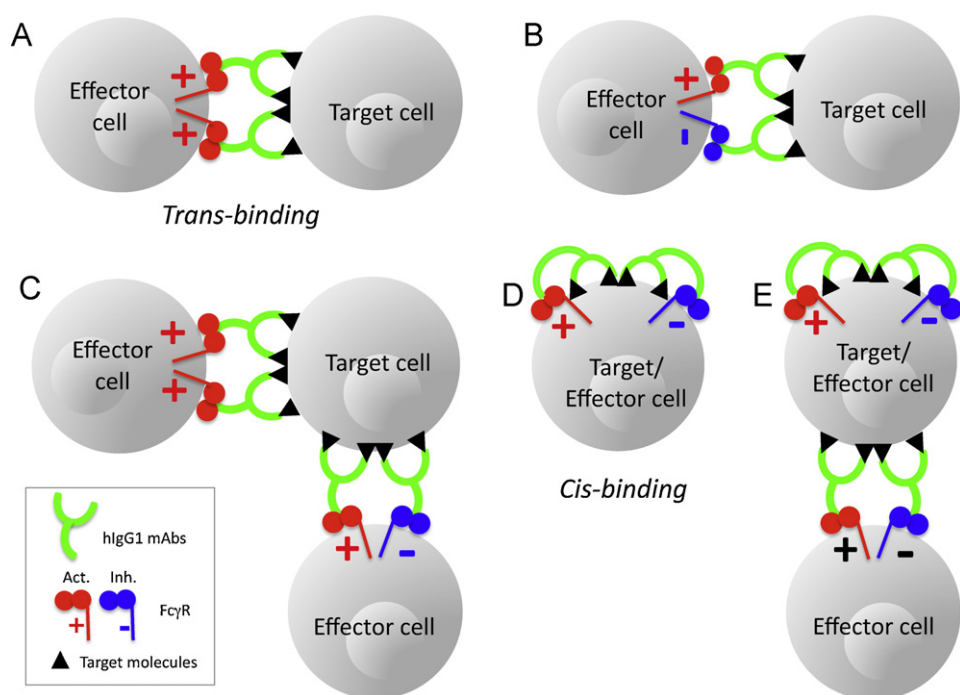 A
B
Effector
cell
Target cell
Effector
cell
Target cell
+
+
+
-
Trans-binding
C
D
E
Effector
cell
Target cell
+
+
+
-
+
-
Target/
Effector cell
Target/
Effector cell
Cis-binding
+
-
+
-
Effector cell
Effector cell
hIgG1 mAbs
Act.
Inh.
FcγR
+
-
Target molecules